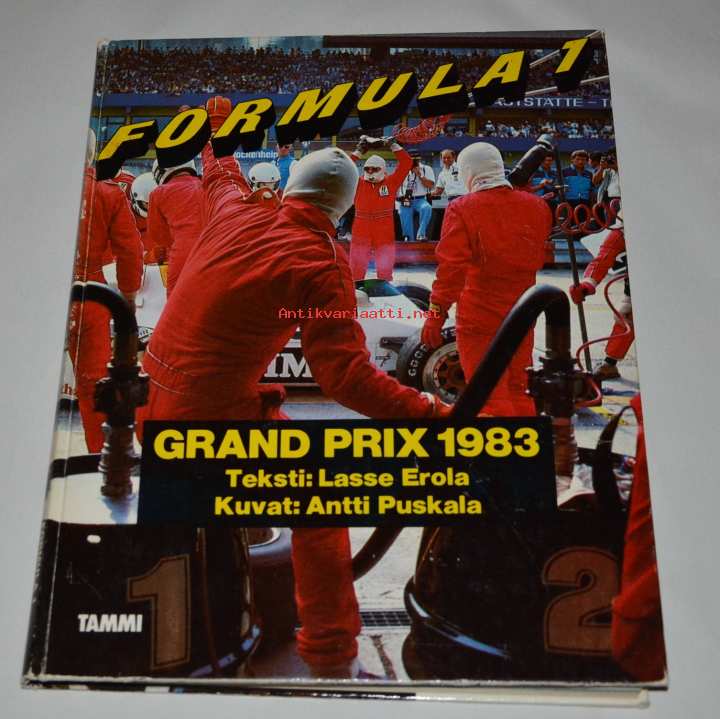 FORMULA 1
Antikvariaatti.net
GRAND PRIX 1983
Teksti: Lasse Erola
Kuvat: Antti Puskala
1
2
TAMMI